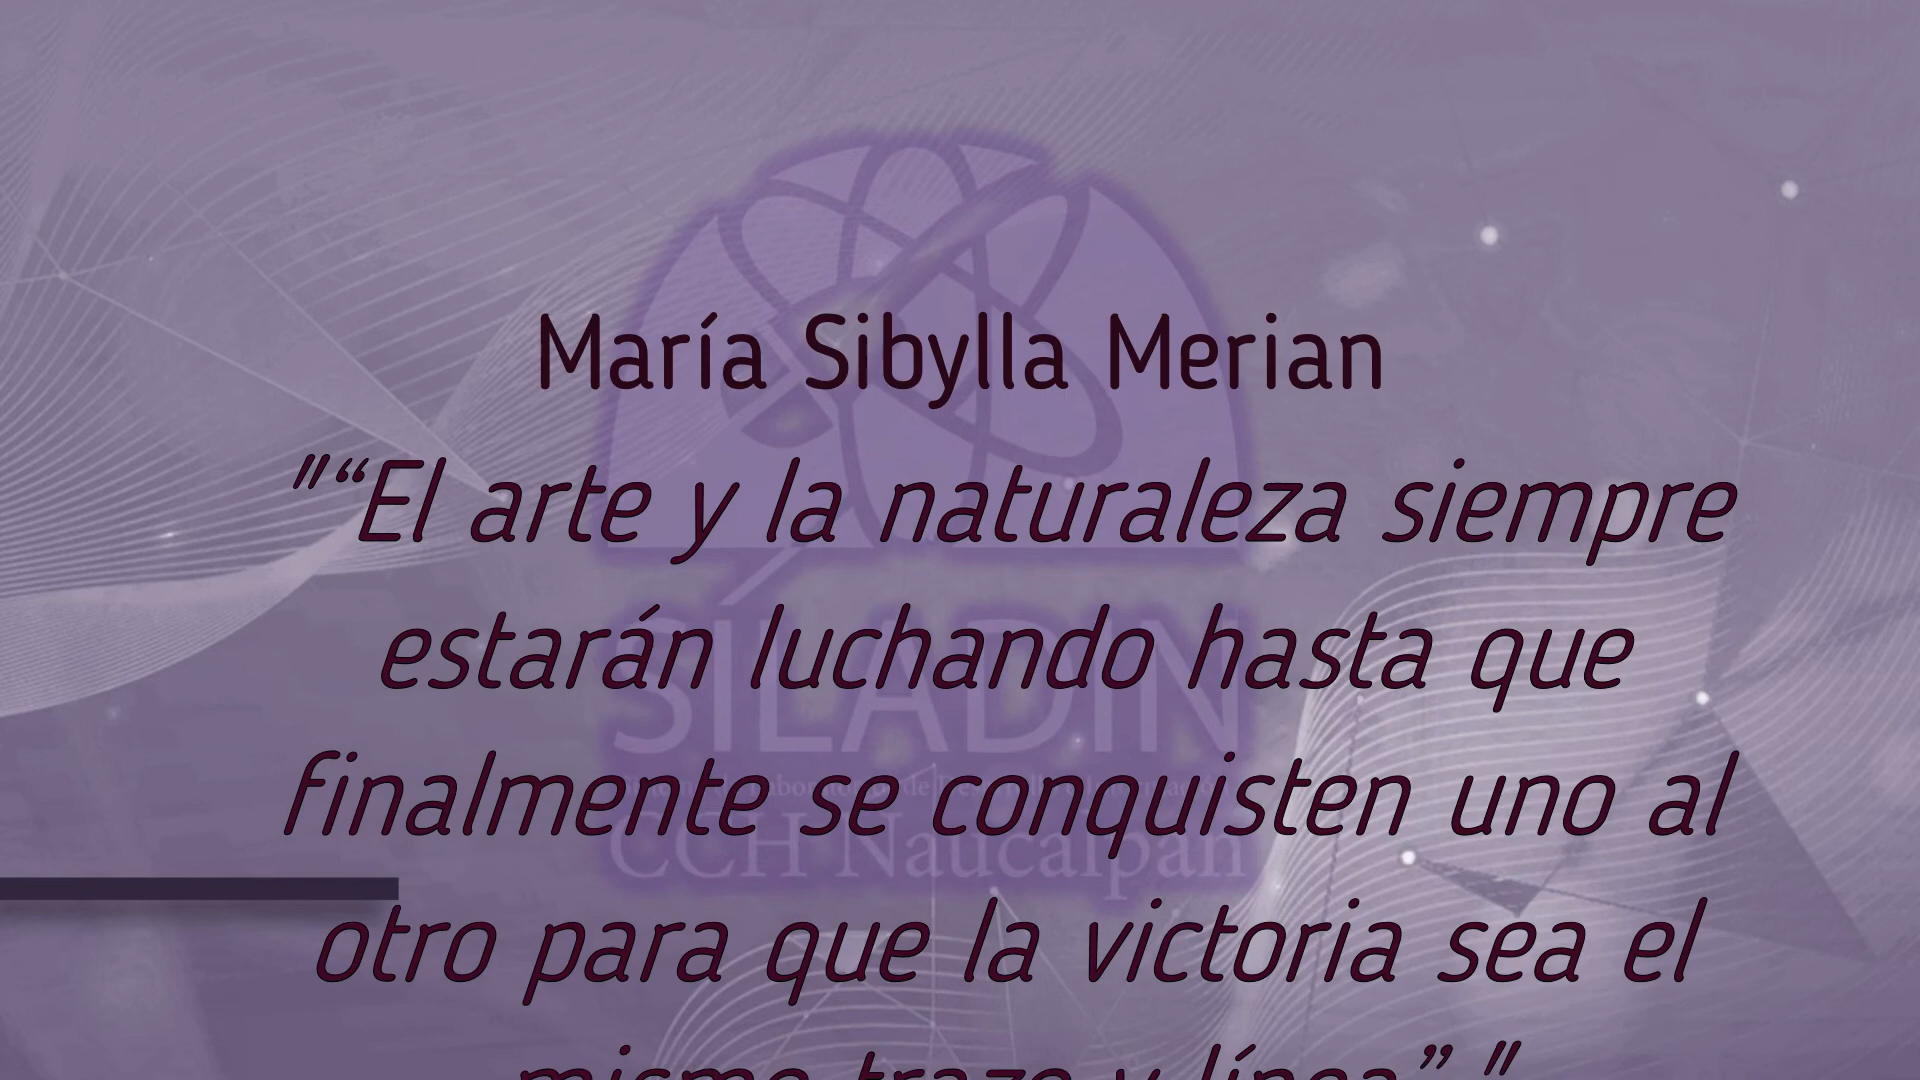 María Sibylla Merian
"“El arte y la naturaleza siempre
estarán luchando hasta que
finalmente se conquisten uno al
otro para que la victoria sea el
mismo trazo y línea” "
SILADIN
CCH Naucalpan